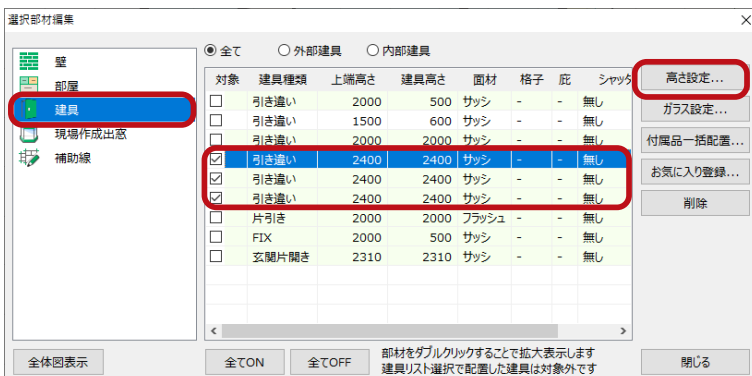 選択部材編集
壁
部屋
建具
現場作成出窓
補助線
全て 外部建具 内部建具
対象 建具種類 上端高さ 建具高さ 面材 格子 庇 シャッタ
引き違い 2000 500 サッシ - - 無し
引き違い 1500 600 サッシ - - 無し
引き違い 2000 2000 サッシ - - 無し
引き違い 2400 2400 サッシ - - 無し
引き違い 2400 2400 サッシ - - 無し
引き違い 2400 2400 サッシ - - 無し
片引き 2000 2000 フラッシュ - - 無し
FIX 2000 500 サッシ - - 無し
玄関片開き 2310 2310 サッシ - - 無し
高さ設定...
ガラス設定...
付属品一括配置...
お気に入り登録...
削除
全体図表示
全てON
全てOFF
部材をダブルクリックすることで拡大表示します
建具リスト選択で配置した建具は対象外です
閉じる